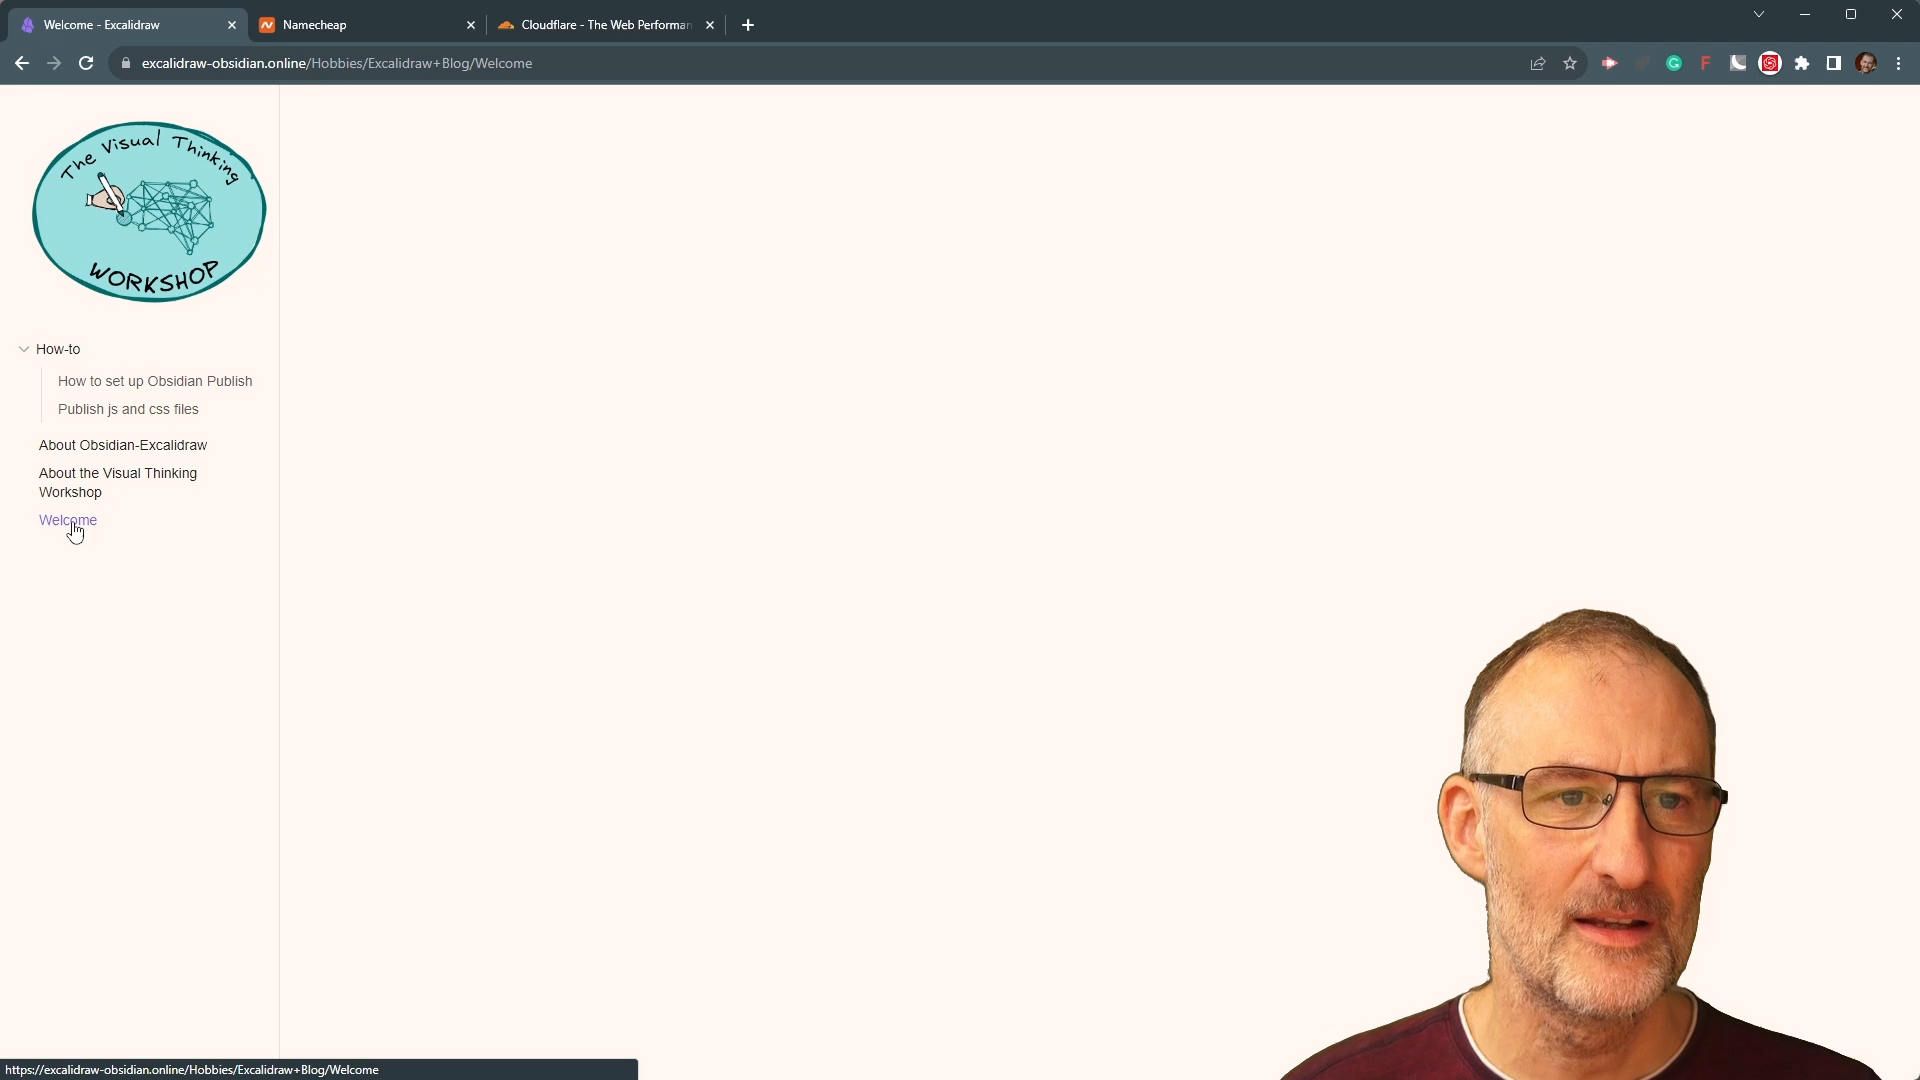 Welcome - Excalidraw
Namecheap
Cloudflare - The Web Performan
excalidraw-obsidian.online/Hobbies/Excalidraw+Blog/Welcome
The Visual Thinking
WORKSHOP
How-to
How to set up Obsidian Publish
Publish js and css files
About Obsidian-Excalidraw
About the Visual Thinking
Workshop
Welcome
https://excalidraw-obsidian.online/Hobbies/Excalidraw+Blog/Welcome